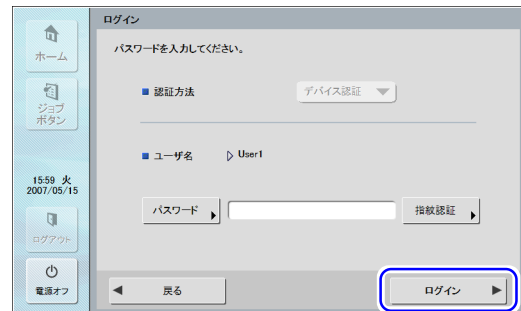 ログイン
パスワードを入力してください。
ホーム
ジョブ
ボタン
認証方法
デバイス認証
ユーザ名
User1
15:59 火
2007/05/15
パスワード
指紋認証
ログアウト
電源オフ
戻る
ログイン